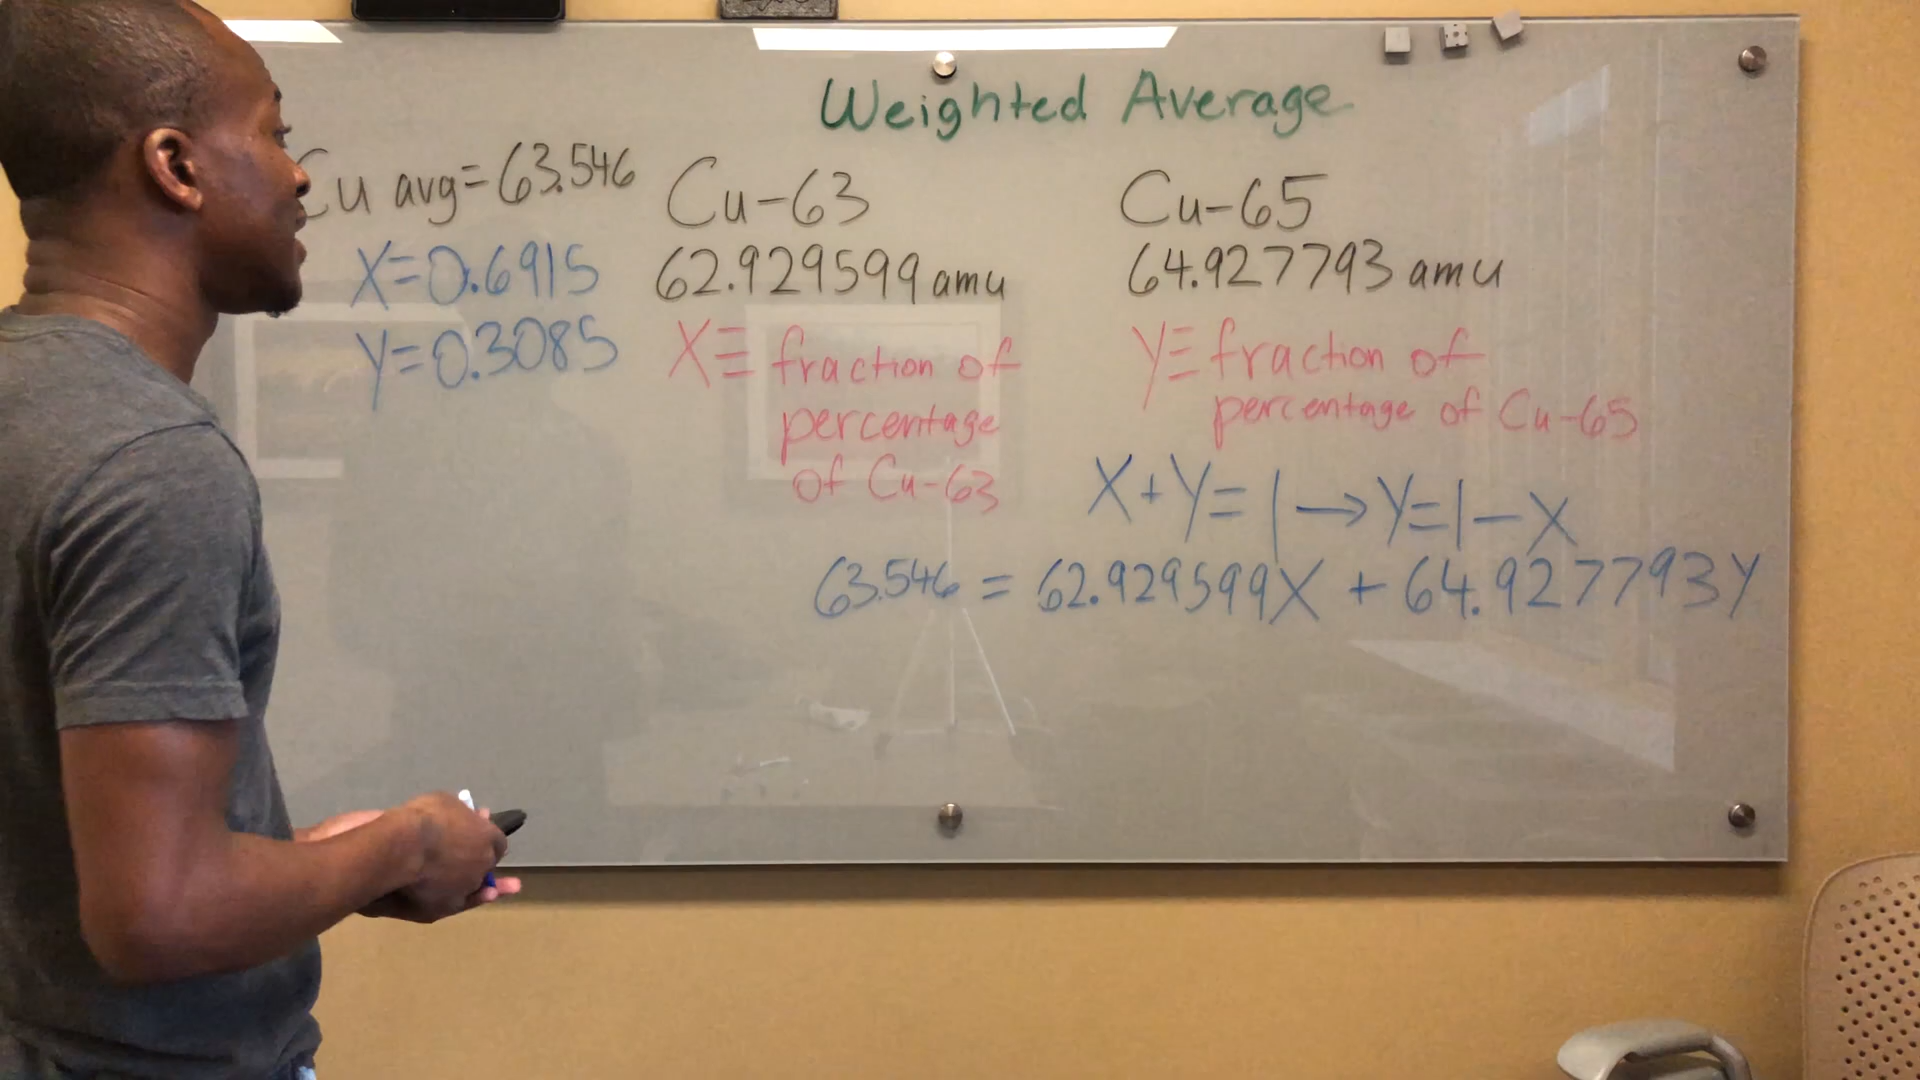 Weighted Average
Cu avg=63.546
X=0.6915
Y=0.3085
Cu-63
62.929599 amu
X≡ fraction of
percentage
of Cu-63
Cu-65
64.927793 amu
Y≡ fraction of
percentage of Cu-65
X+Y=1→Y=1-X
63.546 = 62.929599X + 64.927793Y